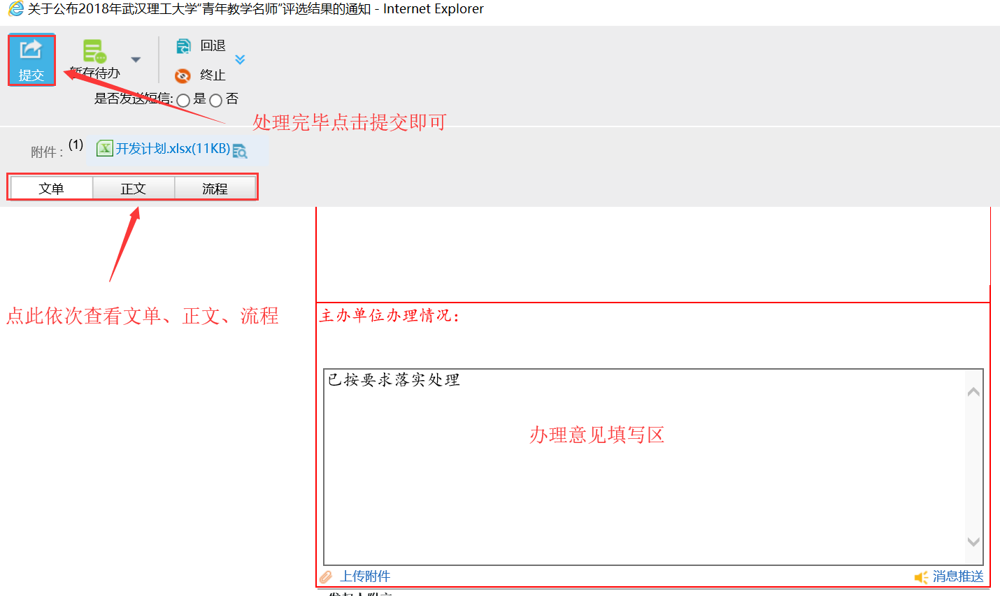 关于公布2018年武汉理工大学“青年教学名师”评选结果的通知 - Internet Explorer
提交
暂存待办
回退
终止
是否发送短信: 是 否
处理完毕点击提交即可
附件： (1) 开发计划.xlsx(11KB)
文单 正文 流程
点此依次查看文单、正文、流程
主办单位办理情况：
已按要求落实处理
办理意见填写区
上传附件 消息推送